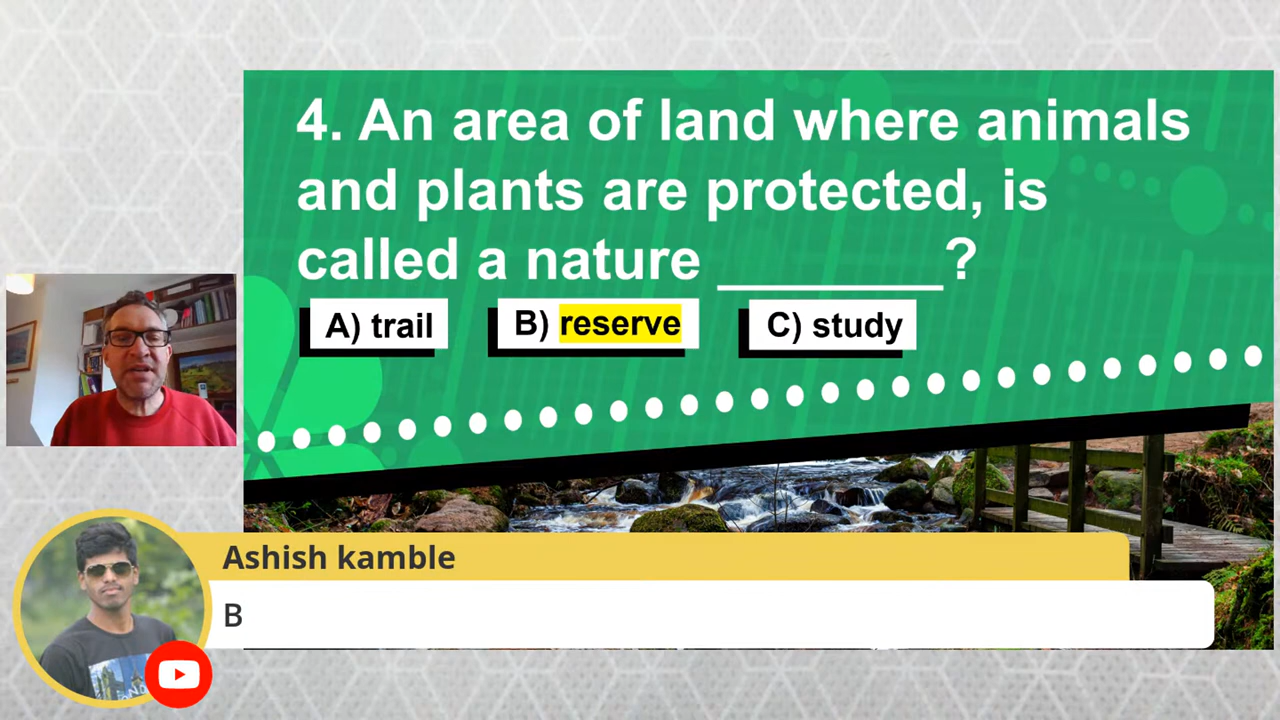 4. An area of land where animals
and plants are protected, is
called a nature ________?
A) trail B) reserve C) study
Ashish kamble
B